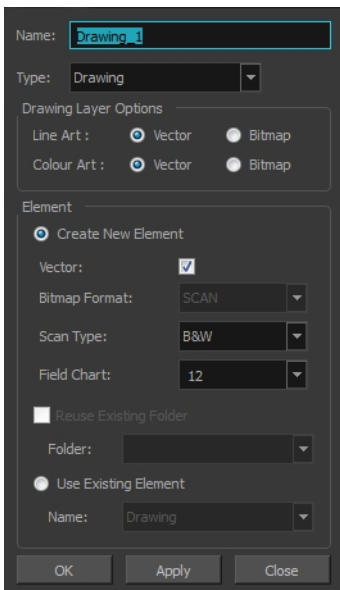 Name: Drawing_1
Type: Drawing
Drawing Layer Options
Line Art : Vector Bitmap
Colour Art : Vector Bitmap
Element
Create New Element
Vector:
Bitmap Format: SCAN
Scan Type: B&W
Field Chart: 12
Reuse Existing Folder
Folder:
Use Existing Element
Name: Drawing
OK Apply Close